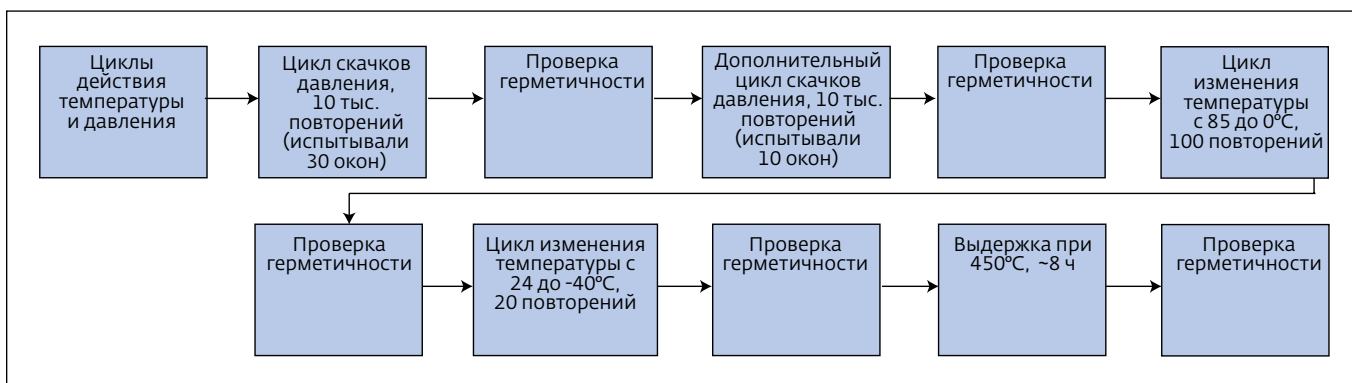 Циклы
действия
температуры
и давления
Цикл скачков
давления,
10 тыс.
повторений
(испытывали
30 окон)
Проверка
герметичности
Дополнительный
цикл скачков
давления, 10 тыс.
повторений
(испытывали
10 окон)
Проверка
герметичности
Цикл
изменения
температуры
с 85 до 0°С,
100 повторений
Проверка
герметичности
Цикл изменения
температуры с
24 до -40°С,
20 повторений
Проверка
герметичности
Выдержка при
450°С, ~8 ч
Проверка
герметичности